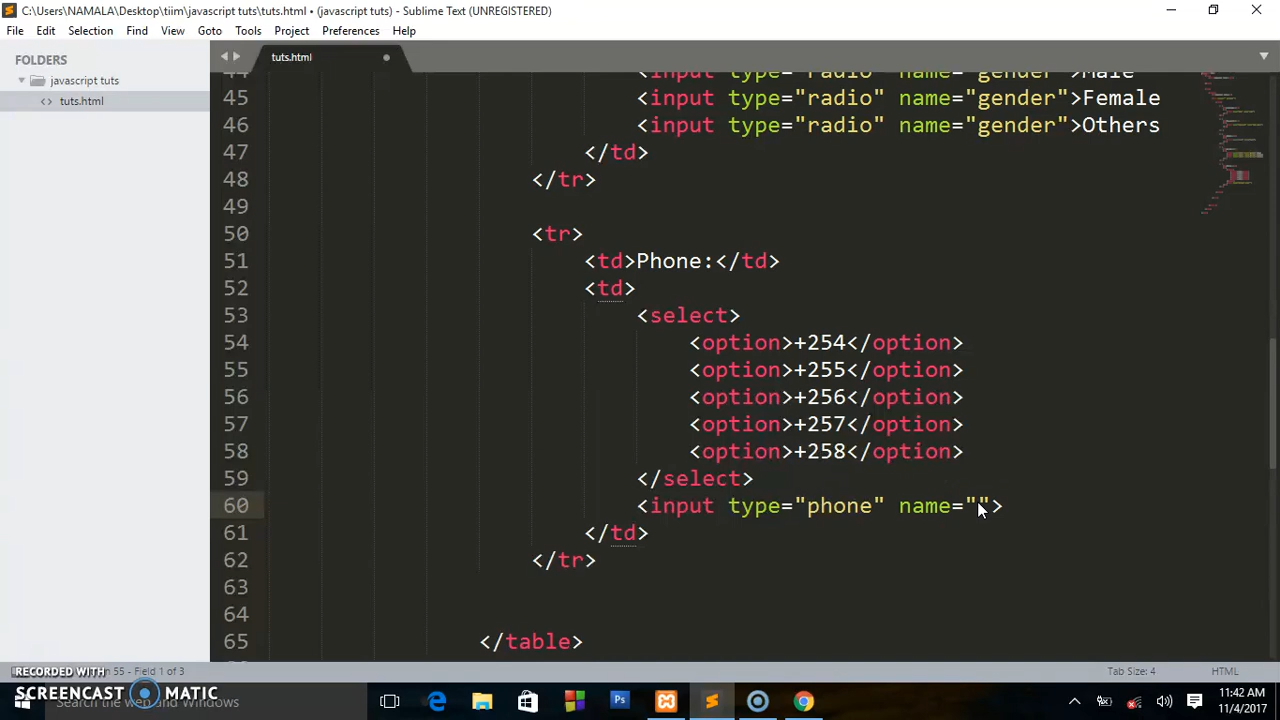 C:\Users\NAMALA\Desktop\tiim\javascript tuts\tuts.html • (javascript tuts) - Sublime Text (UNREGISTERED)
File Edit Selection Find View Goto Tools Project Preferences Help
FOLDERS
javascript tuts
tuts.html
tuts.html
<input type="radio" name="gender">Male
45 <input type="radio" name="gender">Female
46 <input type="radio" name="gender">Others
47 </td>
48 </tr>
49
50 <tr>
51 <td>Phone:</td>
52 <td>
53 <select>
54 <option>+254</option>
55 <option>+255</option>
56 <option>+256</option>
57 <option>+257</option>
58 <option>+258</option>
59 </select>
60 <input type="phone" name="">
61 </td>
62 </tr>
63
64
65 </table>
55 - Field 1 of 3
Tab Size: 4 HTML
RECORDED WITH
SCREENCAST MATIC
Search the web and Windows
Ps
11:42 AM
11/4/2017